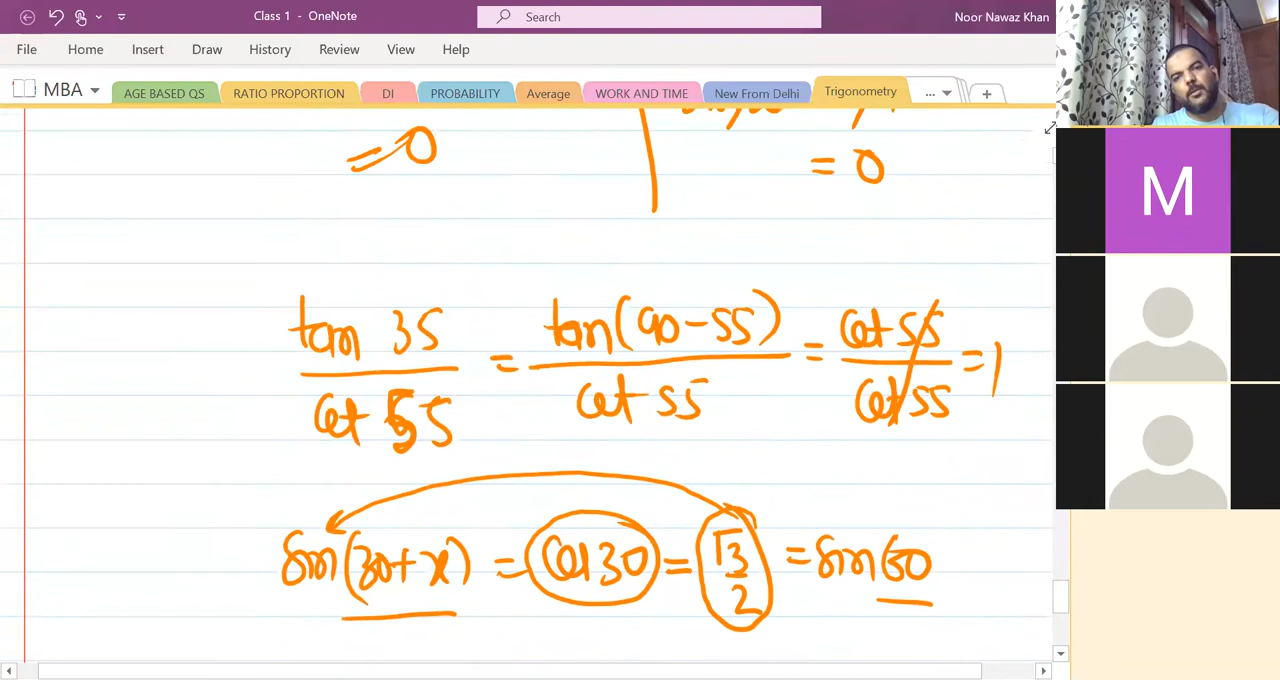 Class 1 - OneNote
Search
Noor Nawaz Khan
File Home Insert Draw History Review View Help
MBA AGE BASED QS RATIO PROPORTION DI PROBABILITY Average WORK AND TIME New From Delhi Trigonometry ... +
= 0
= 0
M
tan 35 / cot 55 = tan(90-55) / cot 55 = cot 55 / cot 55 = 1
sin(30+x) = cos 30 = √3/2 = sin 60